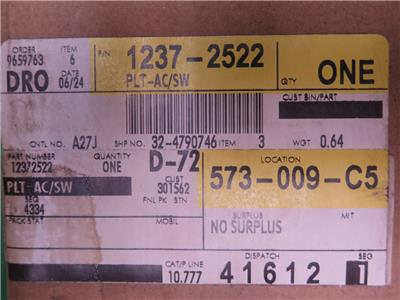 ORDER ITEM P/N
9659763 6 1237-2522
DRO DATE 06/24 PLT-AC/SW QTY ONE
CUST BIN/PART
CNTL NO. A27J SHP NO. 32-4790746 ITEM 3 WGT 0.64
PART NUMBER QUANTITY D-72 LOCATION
12372522 ONE CUST 573-009-C5
PLT-AC/SW 301562
SEQ FNL PK STN SURPLUS MIT
4334 MOBIL NO SURPLUS
PACK STAT
CAT/P LINE DISPATCH
10.777 41612 1